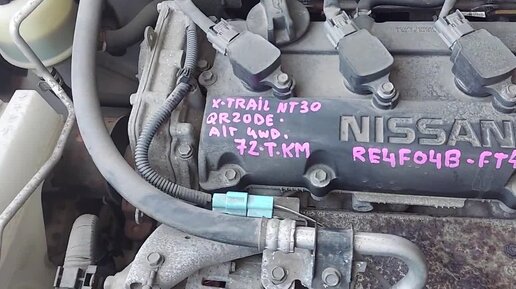 X-TRAIL NT30
QR20DE.
A/T 4WD.
72.T.KM
NISSAN
RE4F04B-FT4